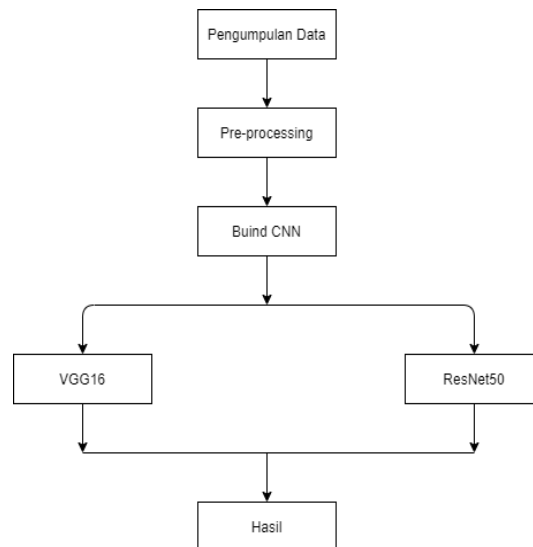 Pengumpulan Data
Pre-processing
Buind CNN
VGG16
ResNet50
Hasil